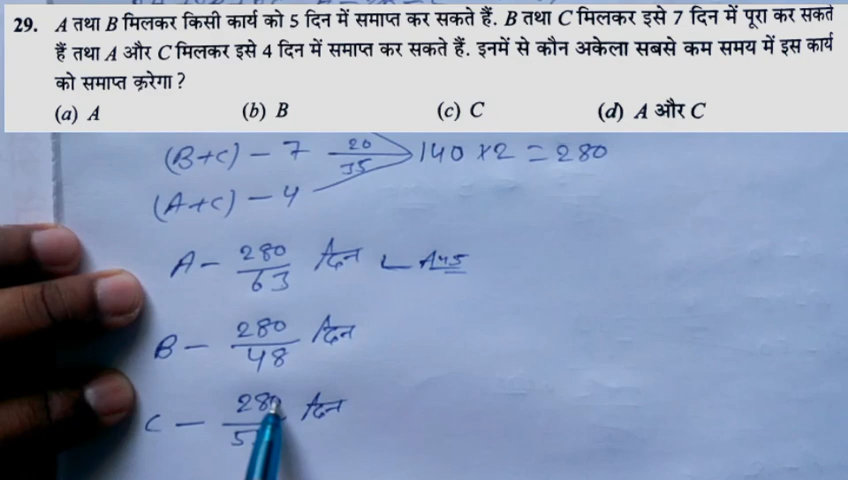 29. A तथा B मिलकर किसी कार्य को 5 दिन में समाप्त कर सकते हैं. B तथा C मिलकर इसे 7 दिन में पूरा कर सकते
हैं तथा A और C मिलकर इसे 4 दिन में समाप्त कर सकते हैं. इनमें से कौन अकेला सबसे कम समय में इस कार्य
को समाप्त करेगा ?
(a) A (b) B (c) C (d) A और C
(B+C) - 7 20 140 x2 = 280
35
(A+C) - 4
A - 280/63 दिन Ans
B - 280/48 दिन
C - 280 दिन